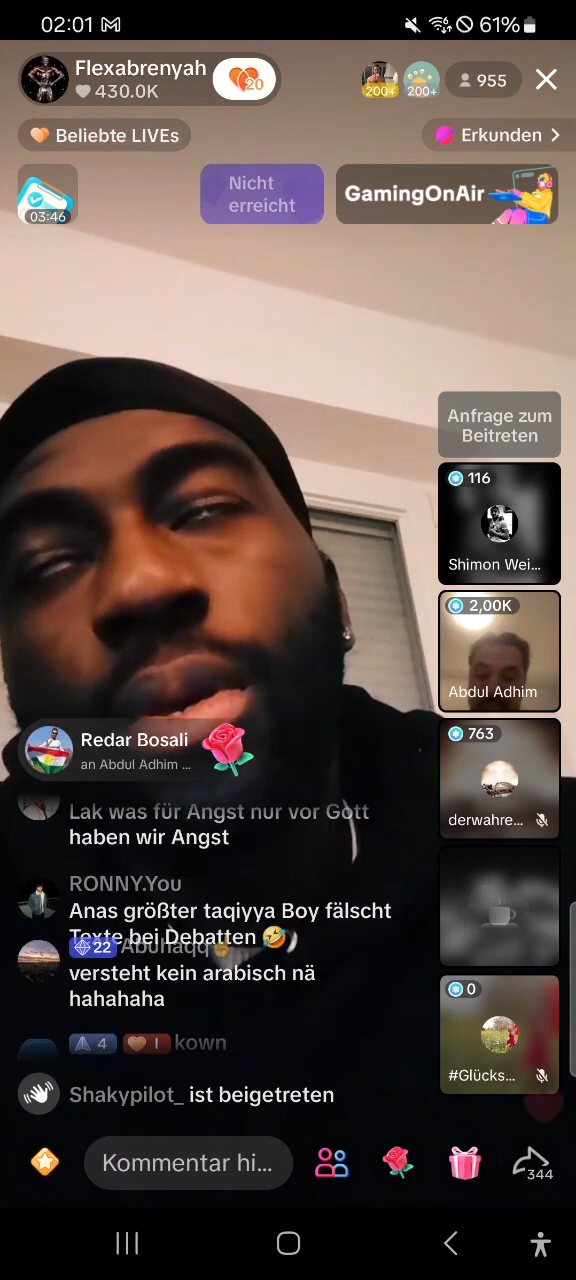 02:01
61%
Flexabrenyah
430.0K
20
200+
200+
955
Beliebte LIVEs
Erkunden
03:46
Nicht
erreicht
GamingOnAir
Anfrage zum
Beitreten
116
Shimon Wei...
2,00K
Abdul Adhim
763
derwahre...
0
#Glücks...
Redar Bosali
an Abdul Adhim ...
Lak was für Angst nur vor Gott
haben wir Angst
RONNY.You
Anas größter taqiyya Boy fälscht
Texte bei Debatten 🤣
22 Abuhaqq
versteht kein arabisch nä
hahahaha
4 I kown
Shakypilot_ ist beigetreten
Kommentar hi...
344